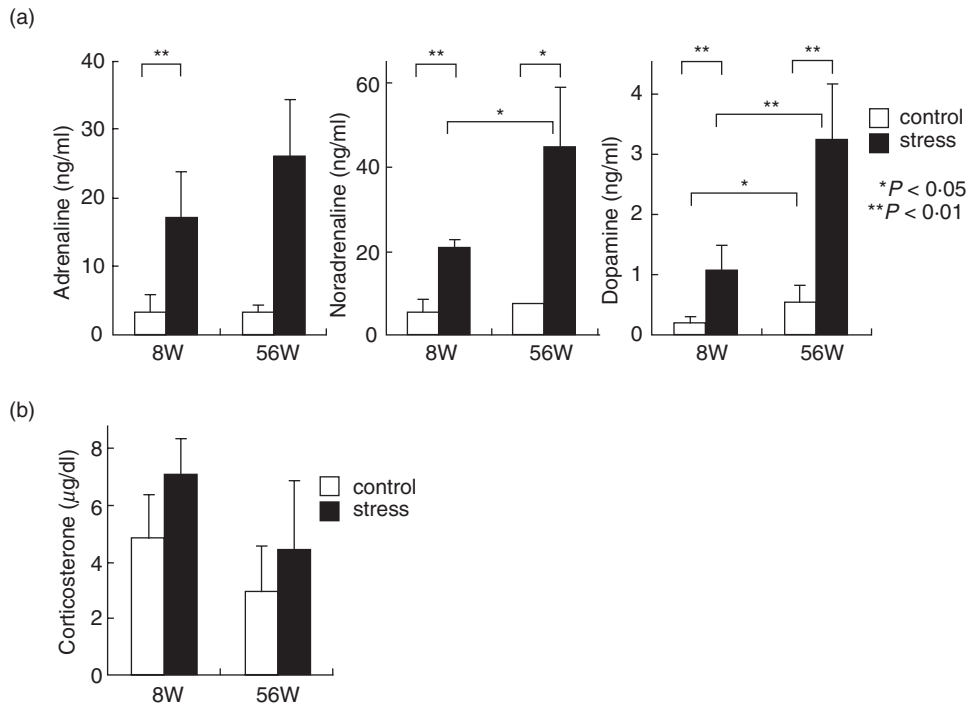 (a)
Adrenaline (ng/ml)
40
30
20
10
0
**
8W 56W
Noradrenaline (ng/ml)
60
40
20
0
** *
*
8W 56W
Dopamine (ng/ml)
4
3
2
1
0
** **
**
*
8W 56W
control
stress
*P < 0·05
**P < 0·01
(b)
Corticosterone (µg/dl)
8
6
4
2
0
8W 56W
control
stress